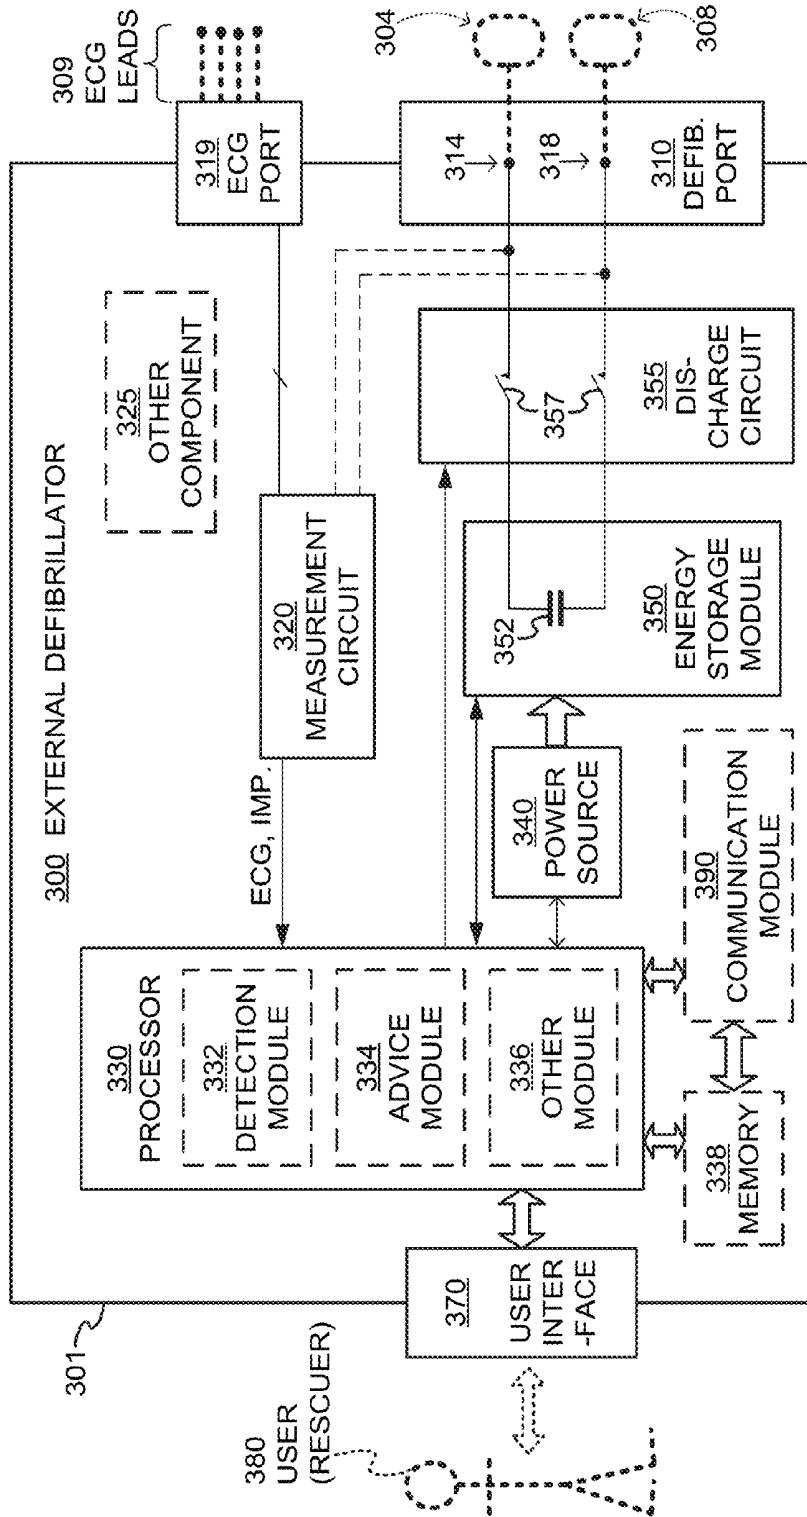 300 EXTERNAL DEFIBRILLATOR
301
380
USER
(RESCUER)
370
USER
INTER
-FACE
330
PROCESSOR
332
DETECTION
MODULE
334
ADVICE
MODULE
336
OTHER
MODULE
338
MEMORY
390
COMMUNICATION
MODULE
ECG, IMP.
320
MEASUREMENT
CIRCUIT
325
OTHER
COMPONENT
340
POWER
SOURCE
352
350
ENERGY
STORAGE
MODULE
357
355
DIS-
CHARGE
CIRCUIT
309
ECG
LEADS
319
ECG
PORT
314
318
310
DEFIB.
PORT
304
308